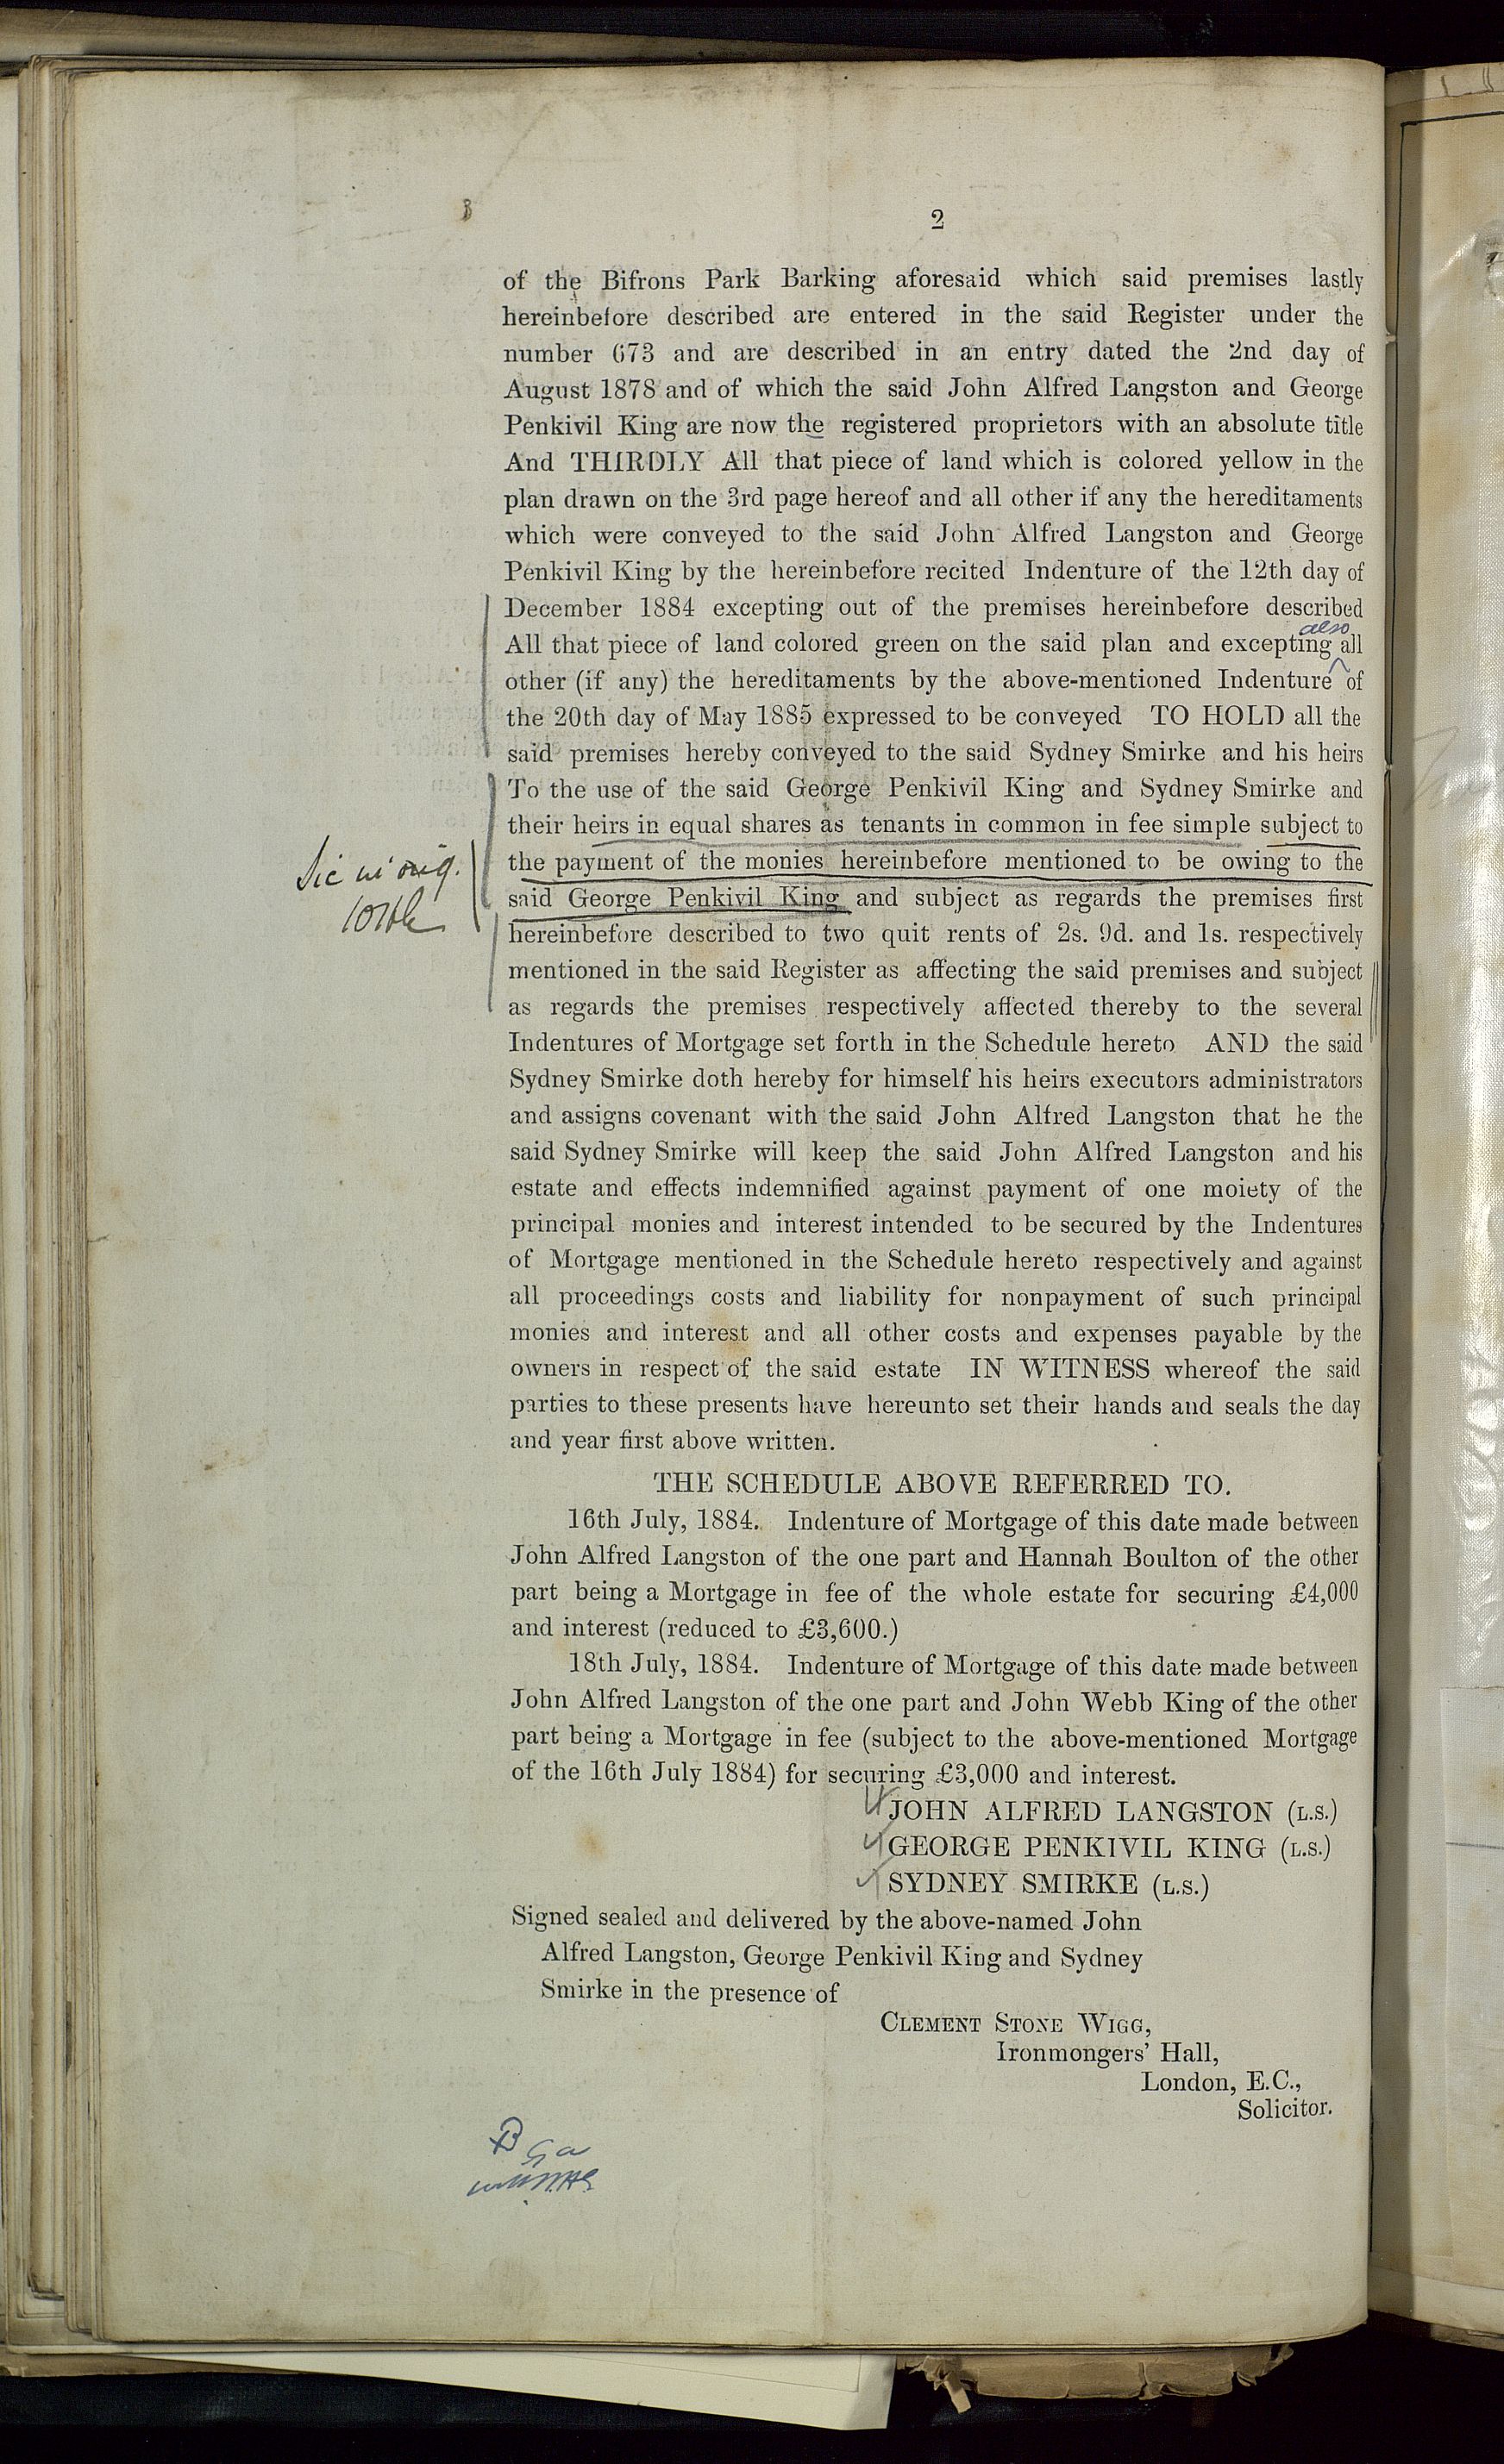 2
of the Bifrons Park Barking aforesaid which said premises lastly
hereinbefore described are entered in the said Register under the
number 673 and are described in an entry dated the 2nd day of
August 1878 and of which the said John Alfred Langston and George
Penkivil King are now the registered proprietors with an absolute title
And THIRDLY All that piece of land which is colored yellow in the
plan drawn on the 3rd page hereof and all other if any the hereditaments
which were conveyed to the said John Alfred Langston and George
Penkivil King by the hereinbefore recited Indenture of the 12th day of
December 1884 excepting out of the premises hereinbefore described
also
All that piece of land colored green on the said plan and excepting all
other (if any) the hereditaments by the above-mentioned Indenture of
the 20th day of May 1885 expressed to be conveyed TO HOLD all the
said premises hereby conveyed to the said Sydney Smirke and his heirs
To the use of the said George Penkivil King and Sydney Smirke and
their heirs in equal shares as tenants in common in fee simple subject to
the payment of the monies hereinbefore mentioned to be owing to the
said George Penkivil King and subject as regards the premises first
hereinbefore described to two quit rents of 2s. 9d. and 1s. respectively
mentioned in the said Register as affecting the said premises and subject
as regards the premises respectively affected thereby to the several
Indentures of Mortgage set forth in the Schedule hereto AND the said
Sydney Smirke doth hereby for himself his heirs executors administrators
and assigns covenant with the said John Alfred Langston that he the
said Sydney Smirke will keep the said John Alfred Langston and his
estate and effects indemnified against payment of one moiety of the
principal monies and interest intended to be secured by the Indentures
of Mortgage mentioned in the Schedule hereto respectively and against
all proceedings costs and liability for nonpayment of such principal
monies and interest and all other costs and expenses payable by the
owners in respect of the said estate IN WITNESS whereof the said
parties to these presents have hereunto set their hands and seals the day
and year first above written.
Sic in orig.
THE SCHEDULE ABOVE REFERRED TO.
16th July, 1884. Indenture of Mortgage of this date made between
John Alfred Langston of the one part and Hannah Boulton of the other
part being a Mortgage in fee of the whole estate for securing £4,000
and interest (reduced to £3,600.)
18th July, 1884. Indenture of Mortgage of this date made between
John Alfred Langston of the one part and John Webb King of the other
part being a Mortgage in fee (subject to the above-mentioned Mortgage
of the 16th July 1884) for securing £3,000 and interest.
JOHN ALFRED LANGSTON (L.S.)
GEORGE PENKIVIL KING (L.S.)
SYDNEY SMIRKE (L.S.)
Signed sealed and delivered by the above-named John
Alfred Langston, George Penkivil King and Sydney
Smirke in the presence of
CLEMENT STONE WIGG,
Ironmongers' Hall,
London, E.C.,
Solicitor.